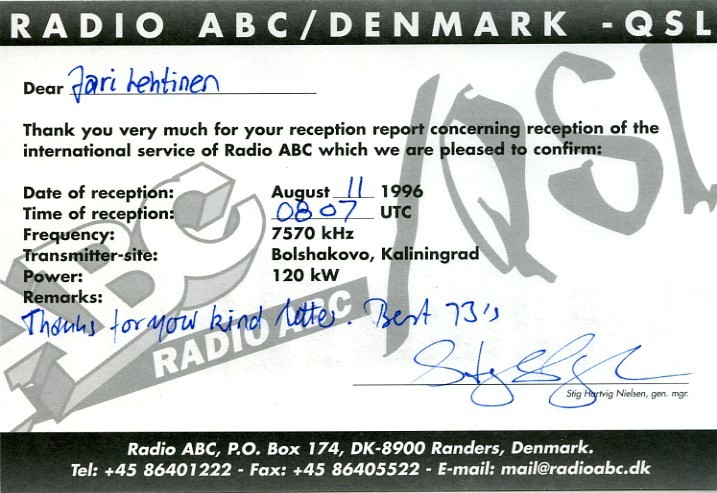 RADIO ABC/DENMARK -QSL
Dear Jari Lehtinen
Thank you very much for your reception report concerning reception of the
international service of Radio ABC which we are pleased to confirm:
Date of reception: August 11 1996
Time of reception: 0807 UTC
Frequency: 7570 kHz
Transmitter-site: Bolshakovo, Kaliningrad
Power: 120 kW
Remarks:
Thanks for your kind letter. Best 73's
Stig Hartvig Nielsen, gen. mgr.
ABC
RADIO ABC
/QSL
Radio ABC, P.O. Box 174, DK-8900 Randers, Denmark.
Tel: +45 86401222 - Fax: +45 86405522 - E-mail: mail@radioabc.dk